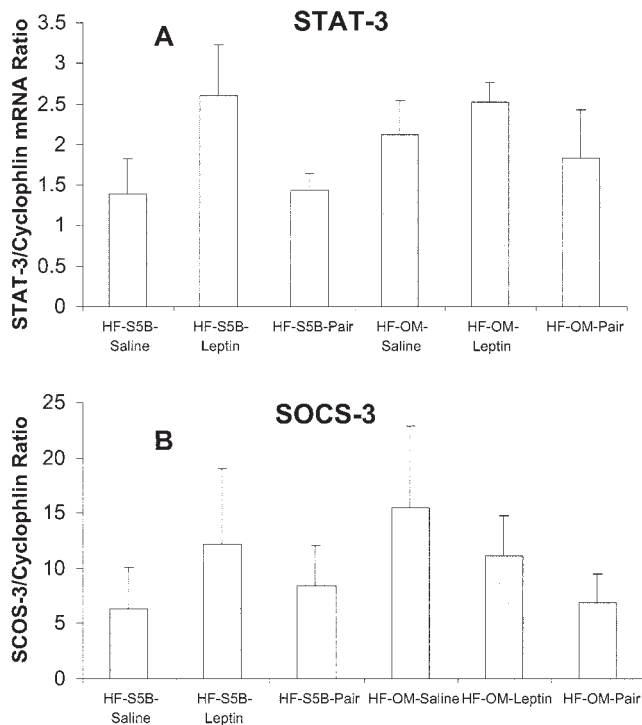 STAT-3
A
STAT-3/Cyclophlin mRNA Ratio
3.5
3
2.5
2
1.5
1
0.5
0
HF-S5B-Saline
HF-S5B-Leptin
HF-S5B-Pair
HF-OM-Saline
HF-OM-Leptin
HF-OM-Pair
SOCS-3
B
SCOS-3/Cyclophlin Ratio
25
20
15
10
5
0
HF-S5B-Saline
HF-S5B-Leptin
HF-S5B-Pair
HF-OM-Saline
HF-OM-Leptin
HF-OM-Pair